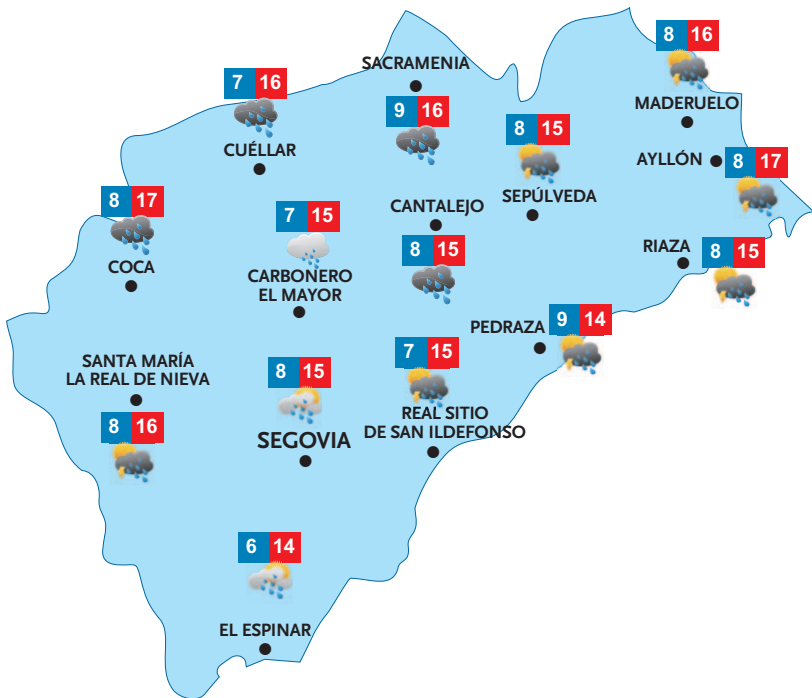 8 16
MADERUELO
SACRAMENIA
9 16
7 16
CUÉLLAR
8 15
SEPÚLVEDA
AYLLÓN
8 17
8 17
COCA
7 15
CARBONERO
EL MAYOR
CANTALEJO
8 15
RIAZA
8 15
PEDRAZA
9 14
SANTA MARÍA
LA REAL DE NIEVA
8 16
8 15
SEGOVIA
7 15
REAL SITIO
DE SAN ILDEFONSO
6 14
EL ESPINAR